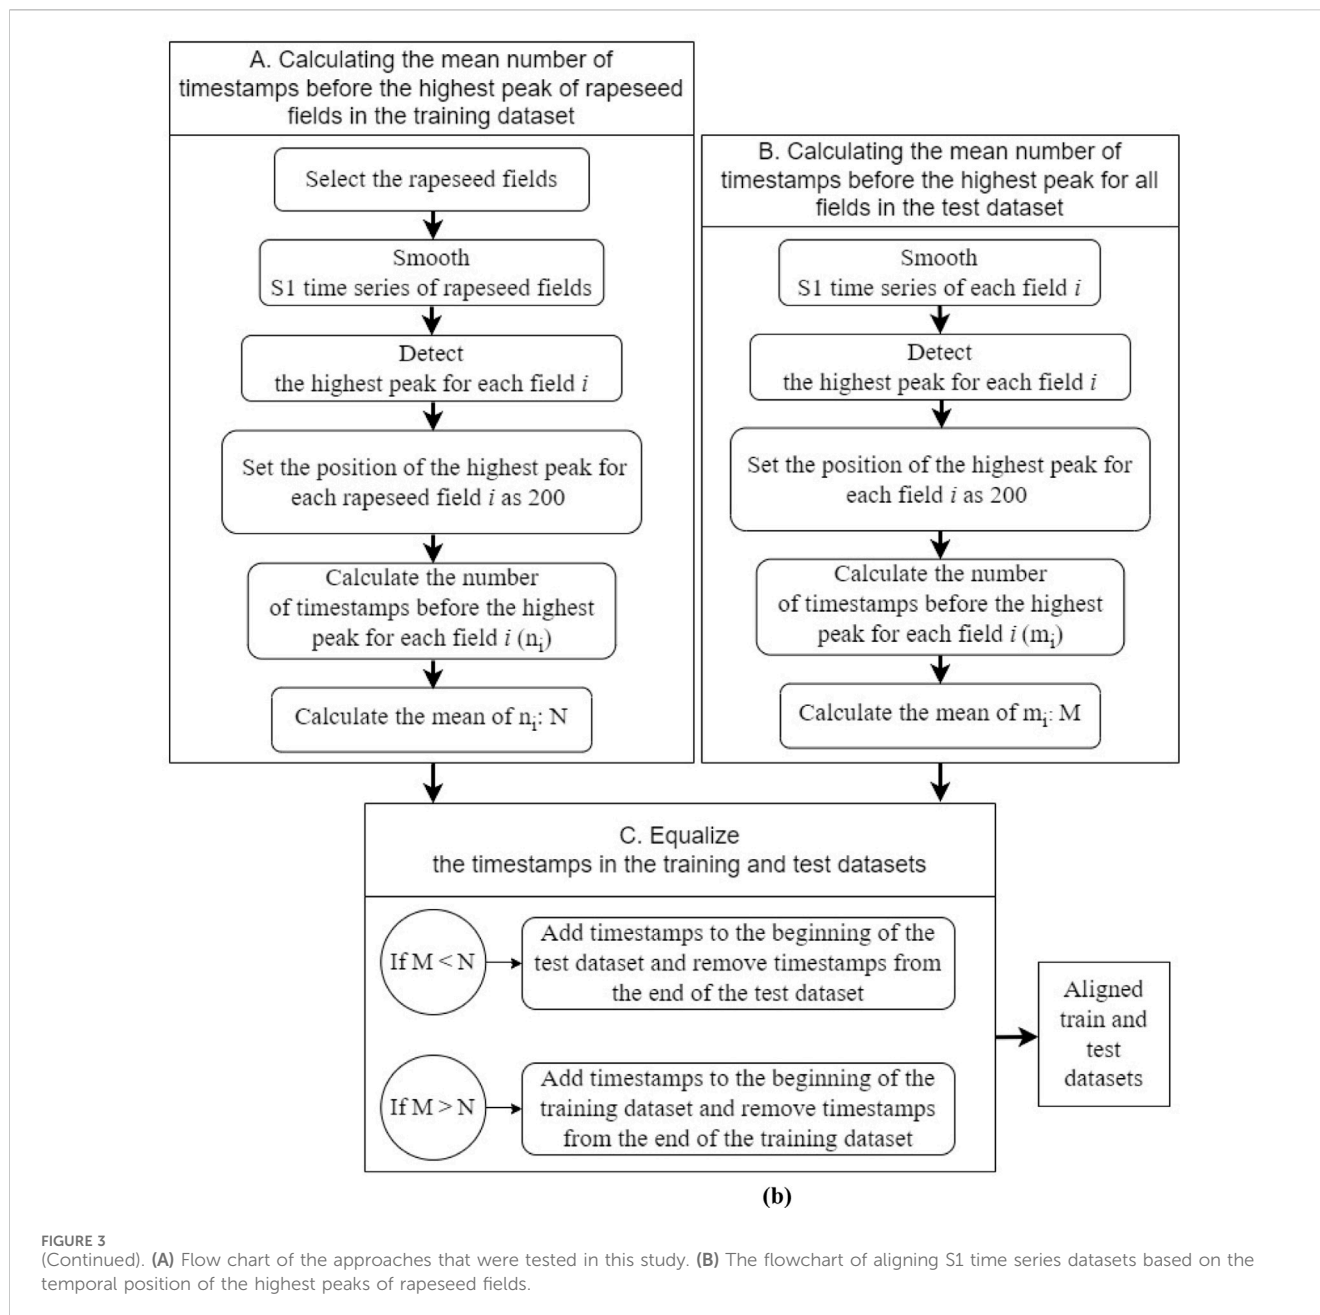 A. Calculating the mean number of
timestamps before the highest peak of rapeseed
fields in the training dataset
Select the rapeseed fields
Smooth
S1 time series of rapeseed fields
Detect
the highest peak for each field i
Set the position of the highest peak for
each rapeseed field i as 200
Calculate the number
of timestamps before the highest
peak for each field i (nᵢ)
Calculate the mean of nᵢ: N
B. Calculating the mean number of
timestamps before the highest peak for all
fields in the test dataset
Smooth
S1 time series of each field i
Detect
the highest peak for each field i
Set the position of the highest peak for
each field i as 200
Calculate the number
of timestamps before the highest
peak for each field i (mᵢ)
Calculate the mean of mᵢ: M
C. Equalize
the timestamps in the training and test datasets
If M < N
Add timestamps to the beginning of the
test dataset and remove timestamps from
the end of the test dataset
If M > N
Add timestamps to the beginning of the
training dataset and remove timestamps
from the end of the training dataset
Aligned
train and
test
datasets
(b)
FIGURE 3
(Continued). (A) Flow chart of the approaches that were tested in this study. (B) The flowchart of aligning S1 time series datasets based on the
temporal position of the highest peaks of rapeseed fields.